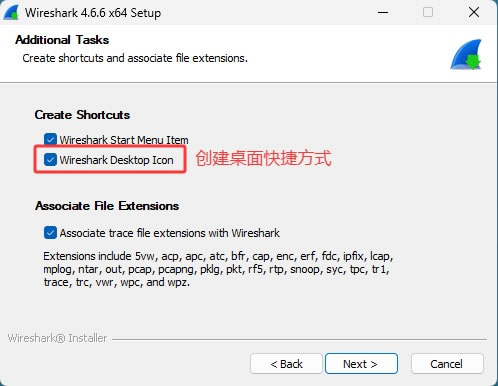 Wireshark 4.6.6 x64 Setup
Additional Tasks
Create shortcuts and associate file extensions.
Create Shortcuts
Wireshark Start Menu Item
Wireshark Desktop Icon
创建桌面快捷方式
Associate File Extensions
Associate trace file extensions with Wireshark
Extensions include 5vw, acp, apc, atc, bfr, cap, enc, erf, fdc, ipfix, lcap,
mplog, ntar, out, pcap, pcapng, pklg, pkt, rf5, rtp, snoop, syc, tpc, tr1,
trace, trc, vwr, wpc, and wpz.
Wireshark® Installer
< Back
Next >
Cancel